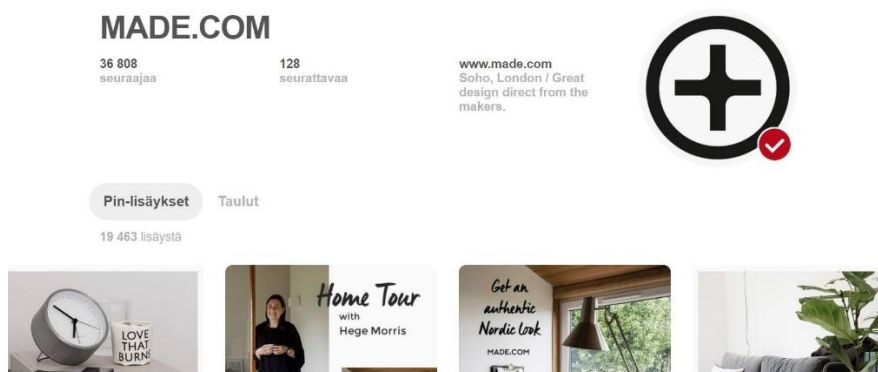 MADE.COM
36 808
seuraajaa
128
seurattavaa
www.made.com
Soho, London / Great
design direct from the
makers.
Pin-lisäykset
Taulut
19 463 lisäystä
LOVE
THAT
BURNS
Home Tour
with
Hege Morris
Get an
authentic
Nordic Look
MADE.COM